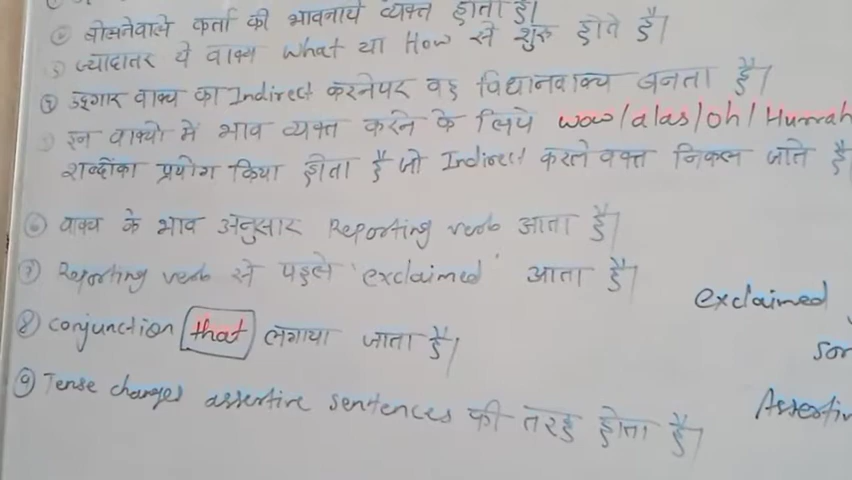 ② बोलनेवाले कर्ता की भावनाये व्यक्त होता है।
③ ज्यादातर ये वाक्य what या How से शुरु होते है।
④ उद्गार वाक्य का Indirect करनेपर वह विधानवाक्य बनता है।
⑤ इन वाक्यो मे भाव व्यक्त करने के लिये wow/alas/oh/Hurrah
शब्दोंका प्रयोग किया होता है जो Indirect करते वक्त निकल जाते है
⑥ वाक्य के भाव अनुसार Reporting verb आता है।
⑦ Reporting verb से पहले 'exclaimed' आता है।
exclaimed
⑧ conjunction that लगाया जाता है।
⑨ Tense changes assertive sentences की तरह होता है।